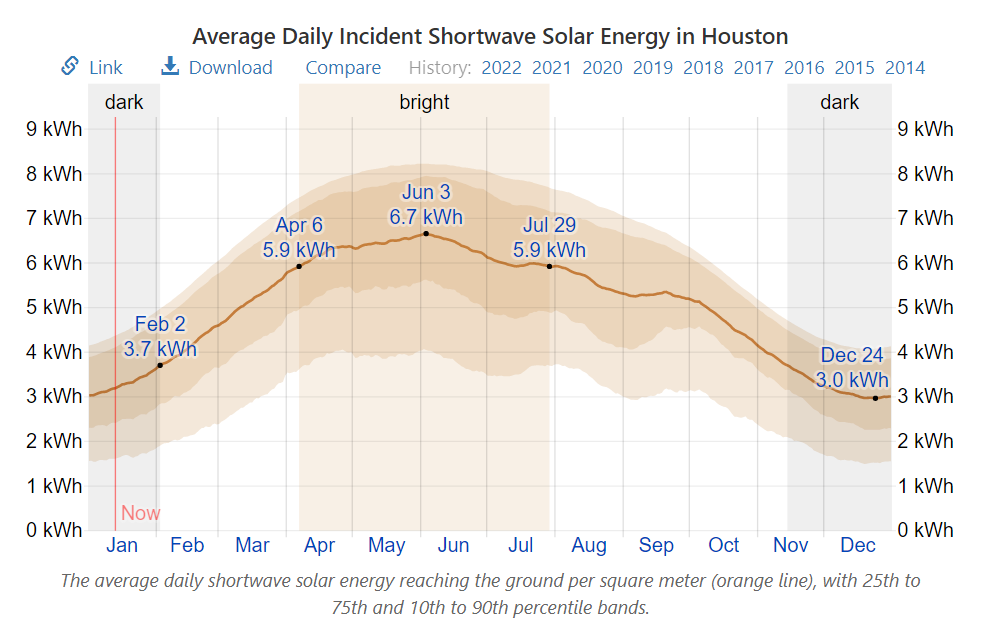 Average Daily Incident Shortwave Solar Energy in Houston
Link Download Compare History: 2022 2021 2020 2019 2018 2017 2016 2015 2014
dark bright dark
9 kWh 9 kWh
8 kWh 8 kWh
Jun 3
7 kWh 6.7 kWh 7 kWh
Apr 6 Jul 29
5.9 kWh 5.9 kWh
6 kWh 6 kWh
5 kWh 5 kWh
Feb 2
3.7 kWh
4 kWh 4 kWh
Dec 24
3.0 kWh
3 kWh 3 kWh
2 kWh 2 kWh
1 kWh 1 kWh
Now
0 kWh 0 kWh
Jan Feb Mar Apr May Jun Jul Aug Sep Oct Nov Dec
The average daily shortwave solar energy reaching the ground per square meter (orange line), with 25th to
75th and 10th to 90th percentile bands.